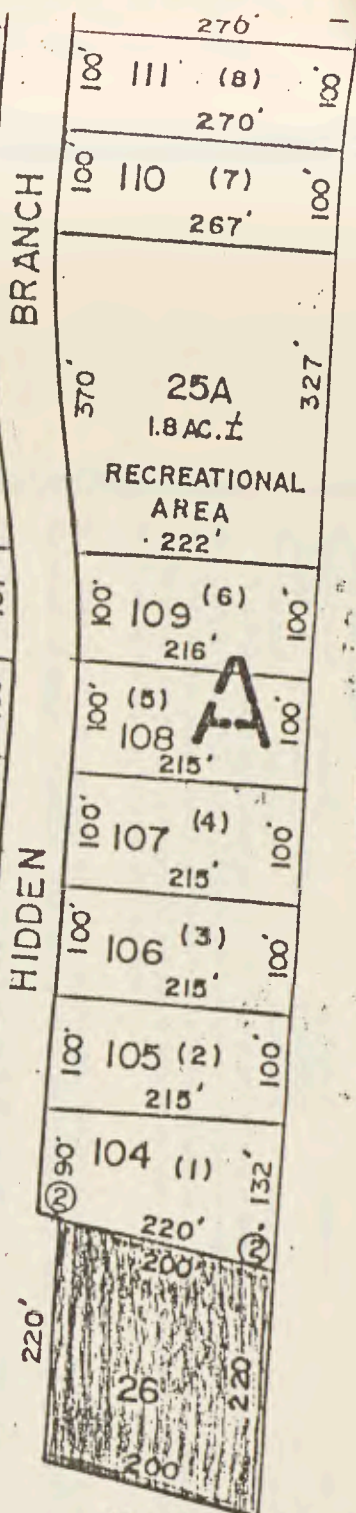 276'
100' 111 (8) 100'
270'
100' 110 (7) 100'
267'
BRANCH
370' 25A 327'
1.8 AC.±
RECREATIONAL
AREA
222'
100' 109 (6) 100'
216'
A
100' (5) 100'
108
215'
100' 107 (4) 100'
215'
HIDDEN
100' 106 (3) 100'
215'
100' 105 (2) 100'
215'
90' 104 (1) 132'
② 220' ②
200'
220' 26 220
200